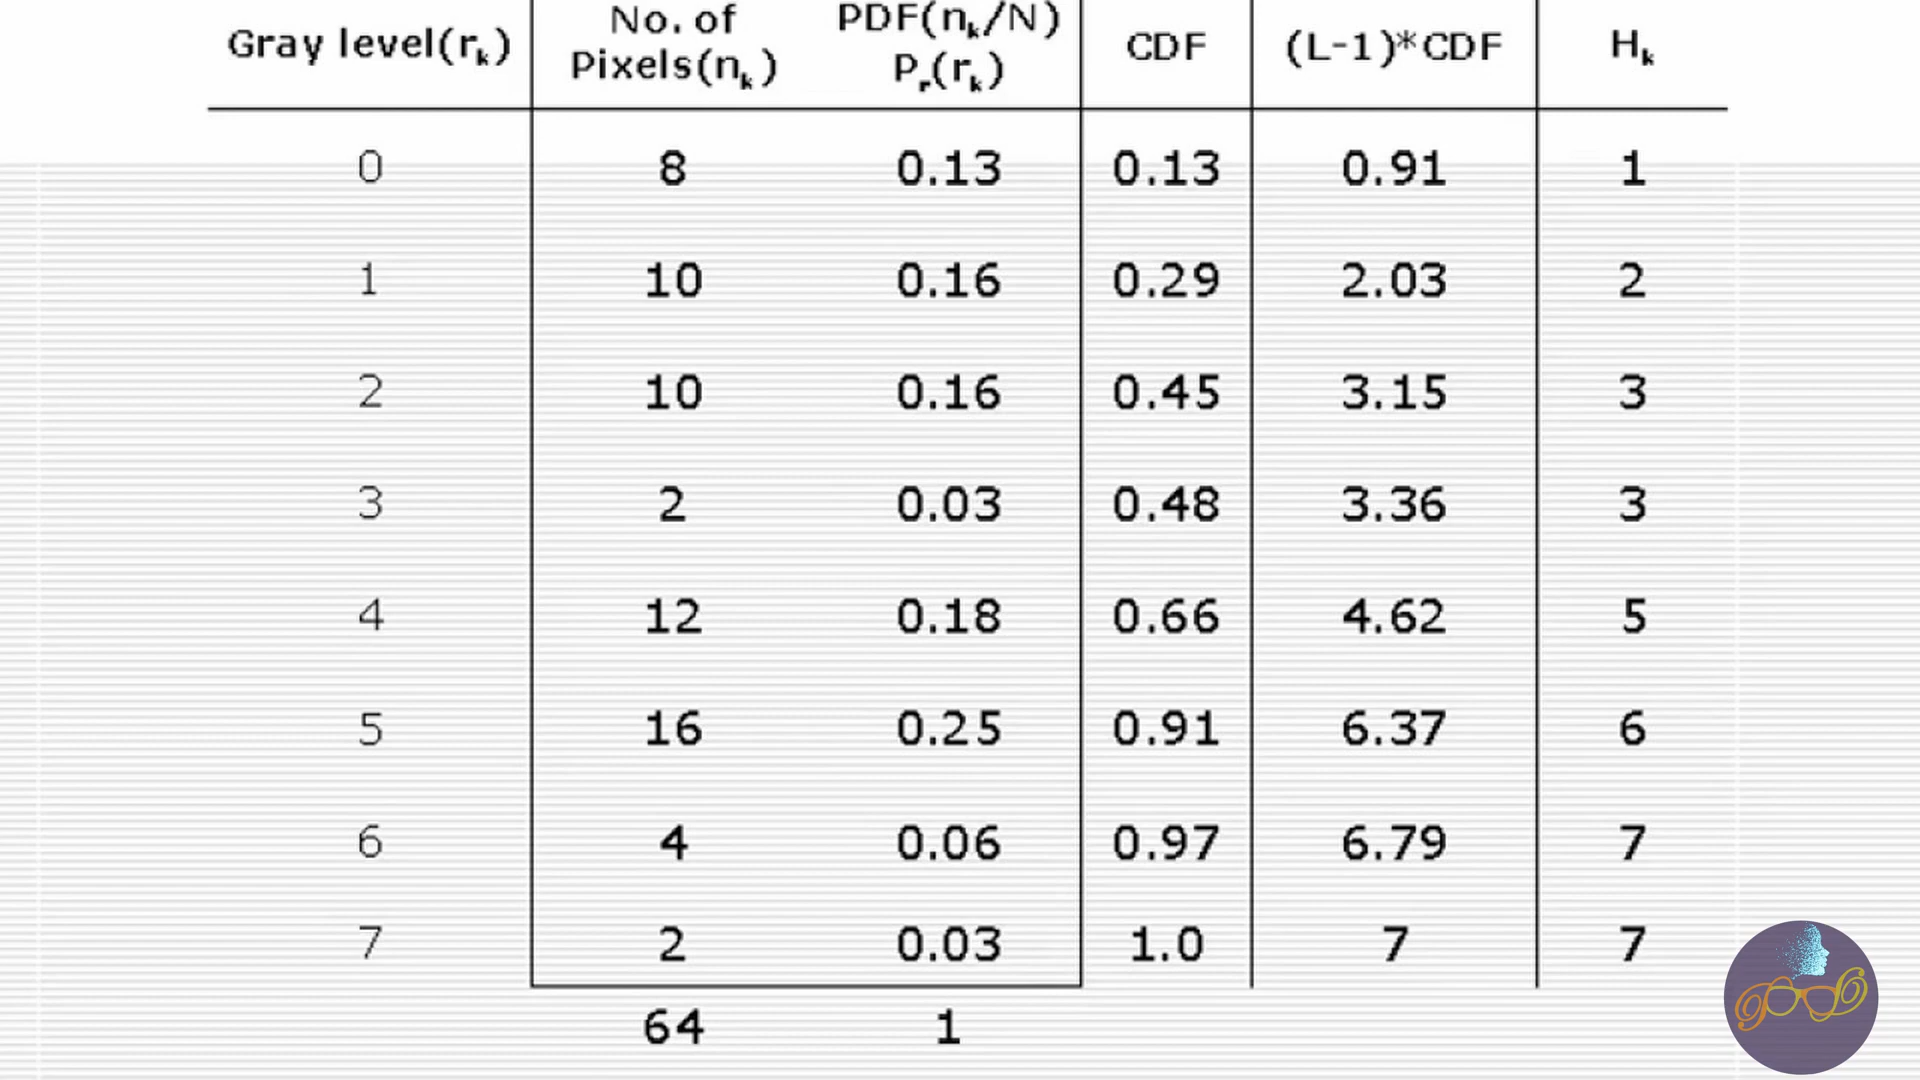 Gray level(rₖ) No. of Pixels(nₖ) PDF(nₖ/N) Pᵣ(rₖ) CDF (L-1)*CDF Hₖ
0 8 0.13 0.13 0.91 1
1 10 0.16 0.29 2.03 2
2 10 0.16 0.45 3.15 3
3 2 0.03 0.48 3.36 3
4 12 0.18 0.66 4.62 5
5 16 0.25 0.91 6.37 6
6 4 0.06 0.97 6.79 7
7 2 0.03 1.0 7 7
64 1